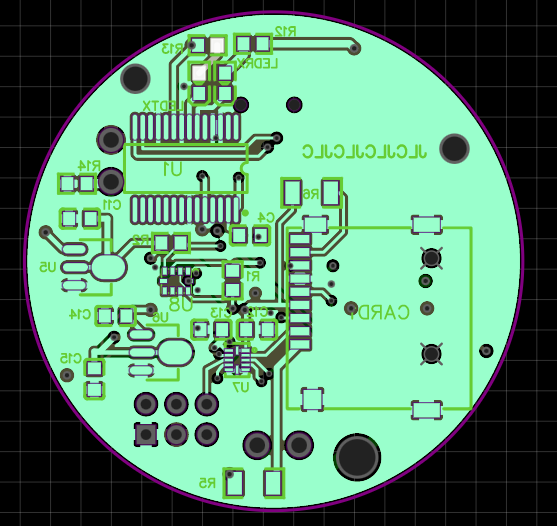 R12
R13
LEDRX
LEDTX
JLCJLCJLCJLC
U1
R14
R6
C11
C4
R2
U5
R1
U8
C14
U6
C13
CARD1
C15
U7
R5